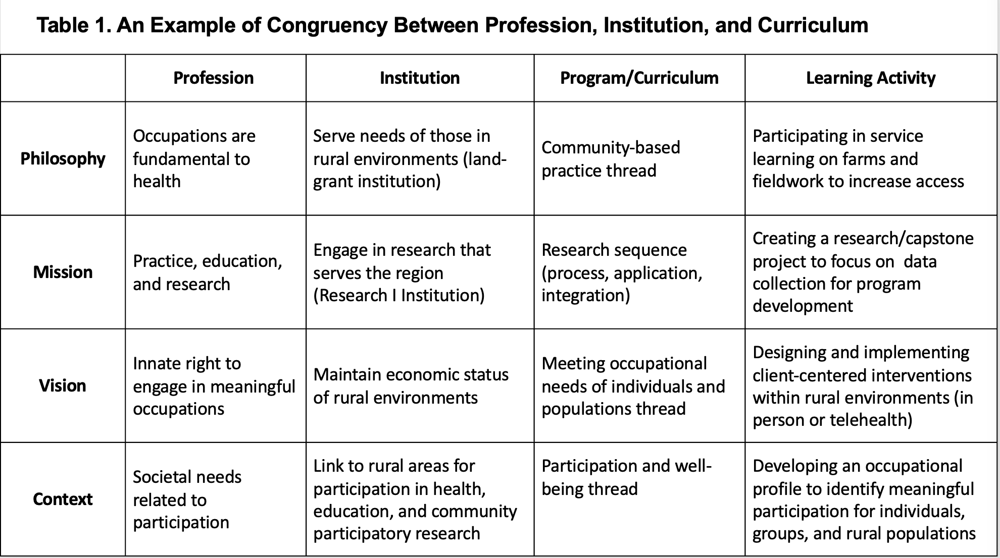 Table 1. An Example of Congruency Between Profession, Institution, and Curriculum
Profession
Institution
Program/Curriculum
Learning Activity
Philosophy
Occupations are
fundamental to
health
Serve needs of those in
rural environments (land-
grant institution)
Community-based
practice thread
Participating in service
learning on farms and
fieldwork to increase access
Mission
Practice, education,
and research
Engage in research that
serves the region
(Research I Institution)
Research sequence
(process, application,
integration)
Creating a research/capstone
project to focus on  data
collection for program
development
Vision
Innate right to
engage in meaningful
occupations
Maintain economic status
of rural environments
Meeting occupational
needs of individuals and
populations thread
Designing and implementing
client-centered interventions
within rural environments (in
person or telehealth)
Context
Societal needs
related to
participation
Link to rural areas for
participation in health,
education, and community
participatory research
Participation and well-
being thread
Developing an occupational
profile to identify meaningful
participation for individuals,
groups, and rural populations